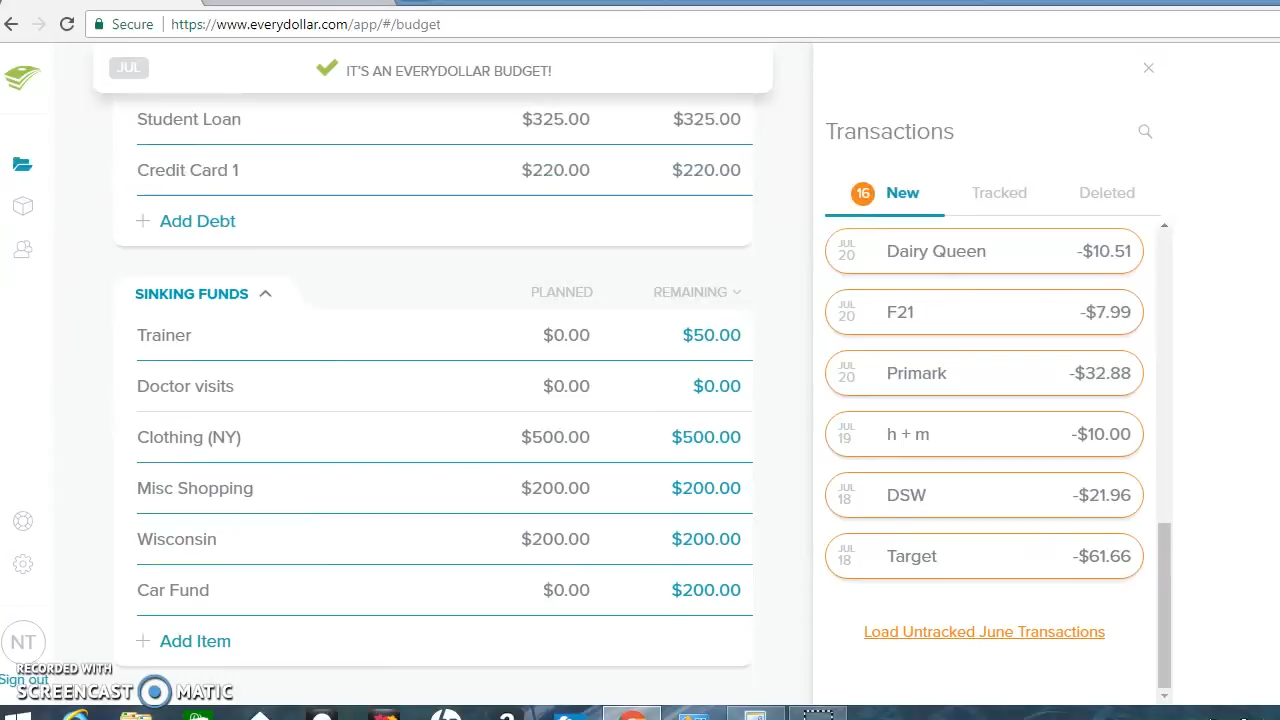 Secure https://www.everydollar.com/app/#/budget
JUL IT'S AN EVERYDOLLAR BUDGET!
Student Loan $325.00 $325.00
Credit Card 1 $220.00 $220.00
+ Add Debt
SINKING FUNDS PLANNED REMAINING
Trainer $0.00 $50.00
Doctor visits $0.00 $0.00
Clothing (NY) $500.00 $500.00
Misc Shopping $200.00 $200.00
Wisconsin $200.00 $200.00
Car Fund $0.00 $200.00
+ Add Item
Transactions
16 New Tracked Deleted
JUL 20 Dairy Queen -$10.51
JUL 20 F21 -$7.99
JUL 20 Primark -$32.88
JUL 19 h + m -$10.00
JUL 18 DSW -$21.96
JUL 18 Target -$61.66
Load Untracked June Transactions
NT
Sign out
RECORDED WITH
SCREENCAST MATIC